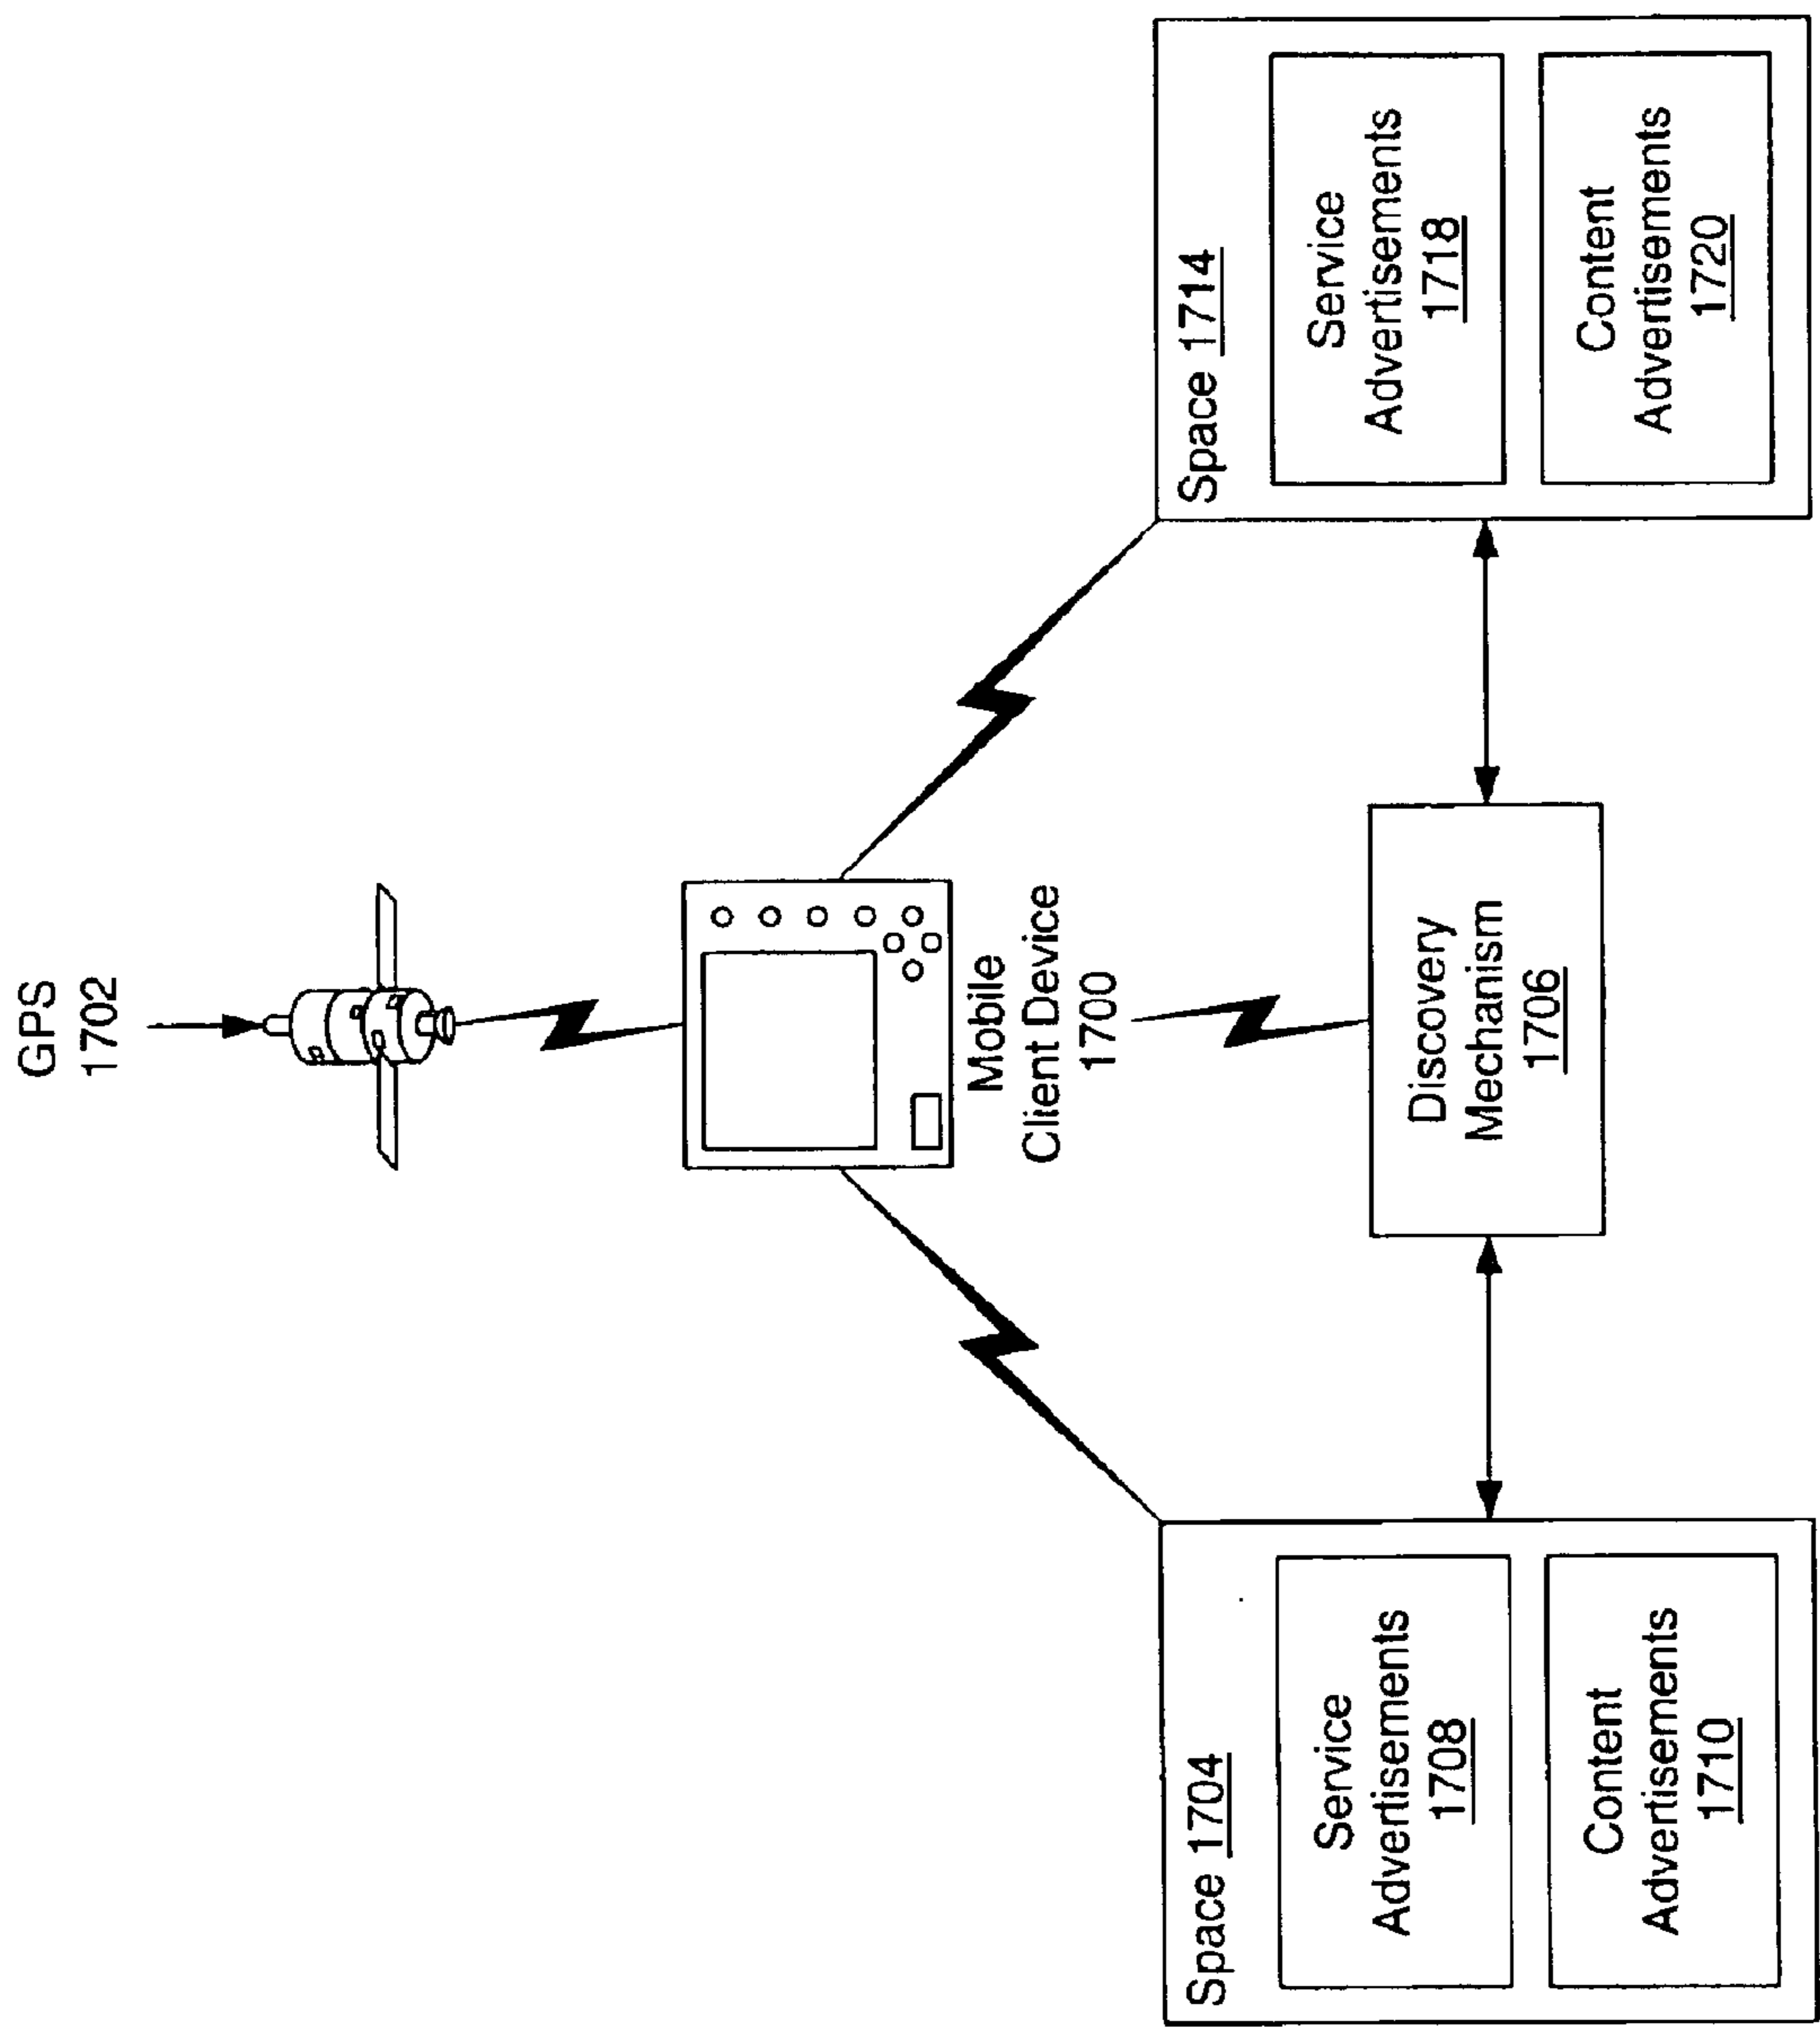 GPS
1702
Mobile
Client Device
1700
Space 1704
Service
Advertisements
1708
Content
Advertisements
1710
Discovery
Mechanism
1706
Space 1714
Service
Advertisements
1718
Content
Advertisements
1720